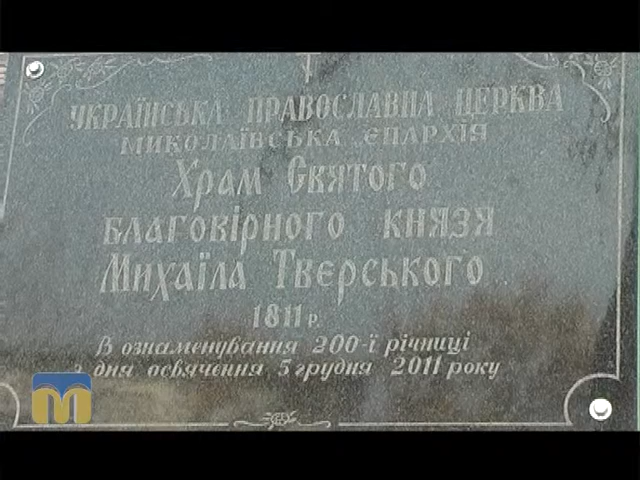 УКРАЇНСЬКА ПРАВОСЛАВНА ЦЕРКВА
МИКОЛАЇВСЬКА ЄПАРХІЯ
Храм Святого
благовірного князя
Михаїла Тверського
1811 р.
В ознаменування 200-ї річниці
з дня освячення 5 грудня 2011 року
М